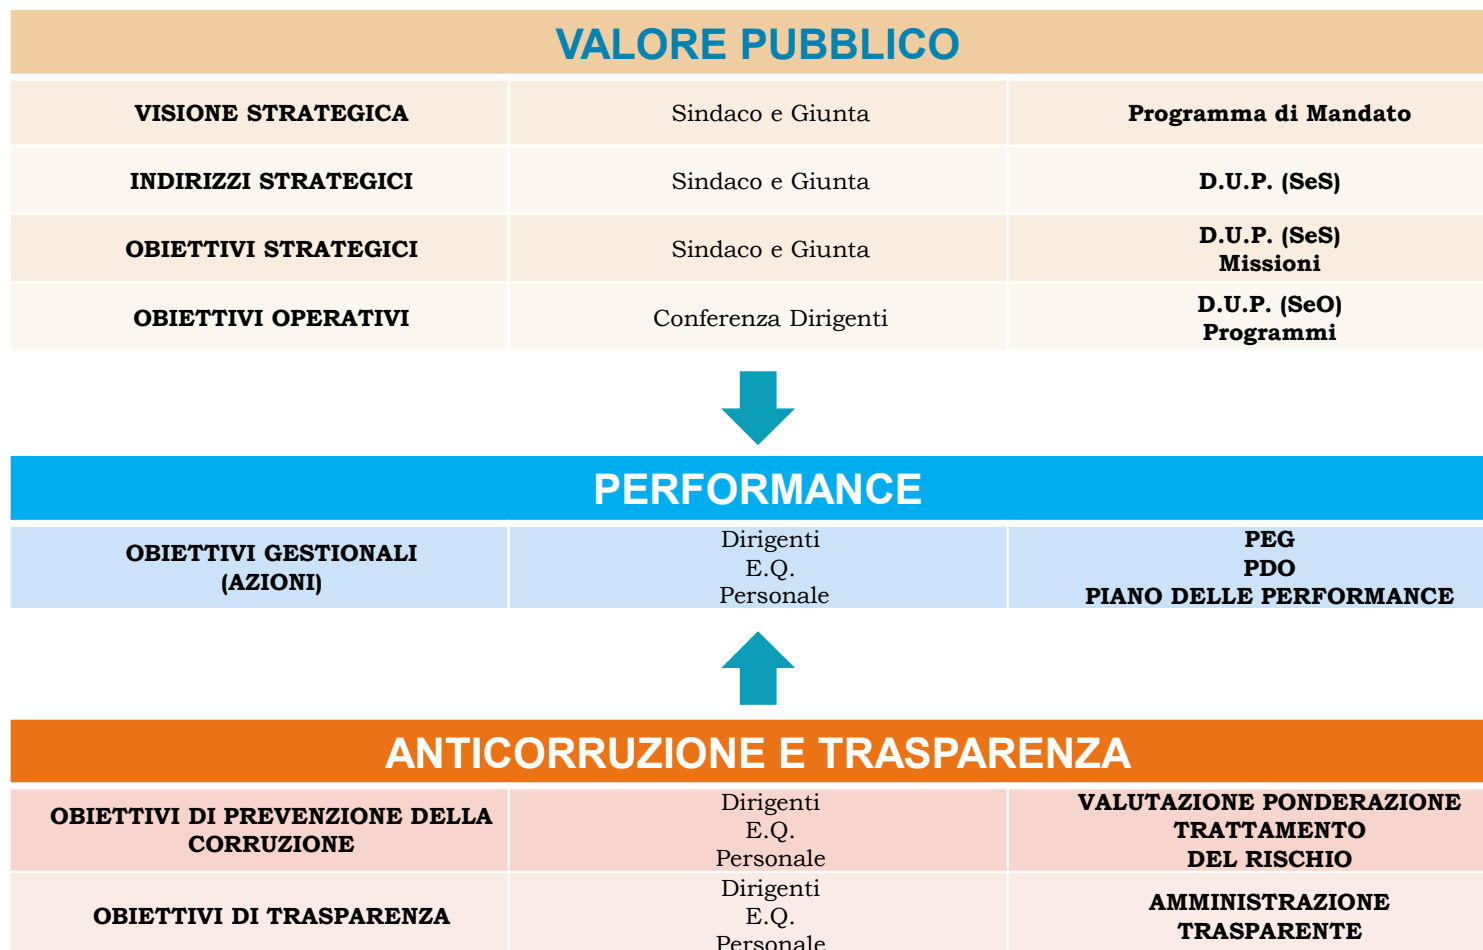 VALORE PUBBLICO
VISIONE STRATEGICA
Sindaco e Giunta
Programma di Mandato
INDIRIZZI STRATEGICI
Sindaco e Giunta
D.U.P. (SeS)
OBIETTIVI STRATEGICI
Sindaco e Giunta
D.U.P. (SeS)
Missioni
OBIETTIVI OPERATIVI
Conferenza Dirigenti
D.U.P. (SeO)
Programmi
PERFORMANCE
OBIETTIVI GESTIONALI
(AZIONI)
Dirigenti
E.Q.
Personale
PEG
PDO
PIANO DELLE PERFORMANCE
ANTICORRUZIONE E TRASPARENZA
OBIETTIVI DI PREVENZIONE DELLA
CORRUZIONE
Dirigenti
E.Q.
Personale
VALUTAZIONE PONDERAZIONE
TRATTAMENTO
DEL RISCHIO
OBIETTIVI DI TRASPARENZA
Dirigenti
E.Q.
Personale
AMMINISTRAZIONE
TRASPARENTE